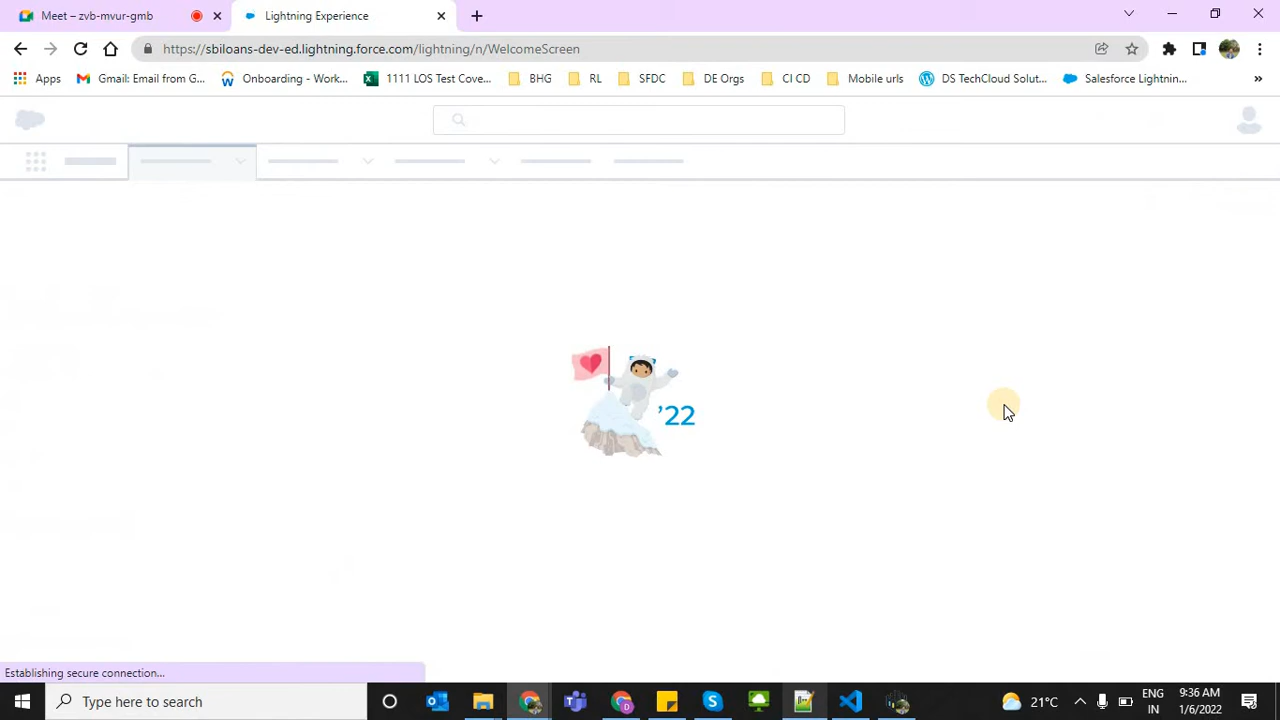 Meet – zvb-mvur-gmb
Lightning Experience
https://sbiloans-dev-ed.lightning.force.com/lightning/n/WelcomeScreen
Apps
Gmail: Email from G...
Onboarding - Work...
1111 LOS Test Cove...
BHG
RL
SFDC
DE Orgs
CI CD
Mobile urls
DS TechCloud Solut...
Salesforce Lightnin...
»
'22
Establishing secure connection...
Type here to search
21°C
ENG
IN
9:36 AM
1/6/2022